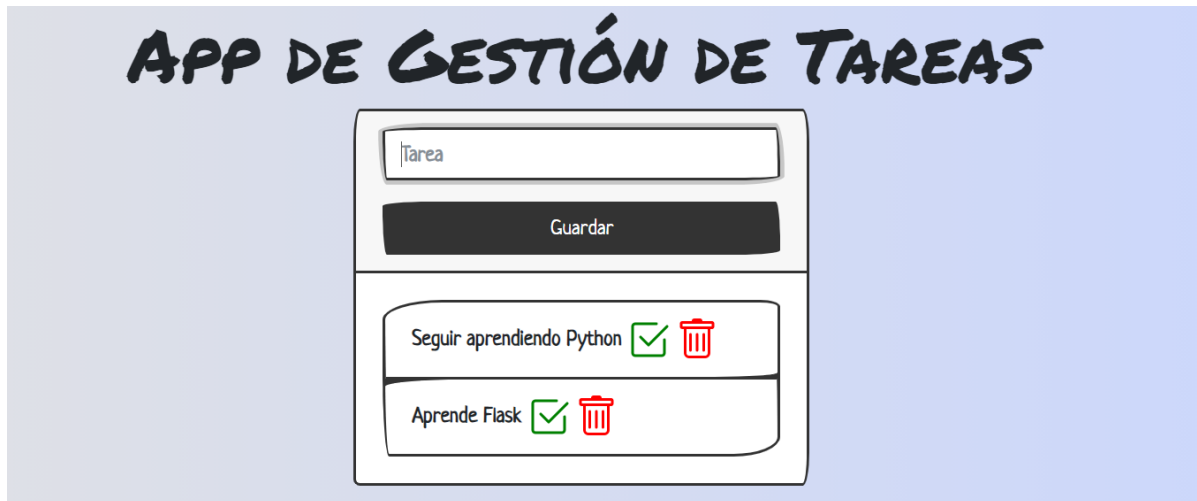 App de Gestión de Tareas
Tarea
Guardar
Seguir aprendiendo Python
Aprende Flask